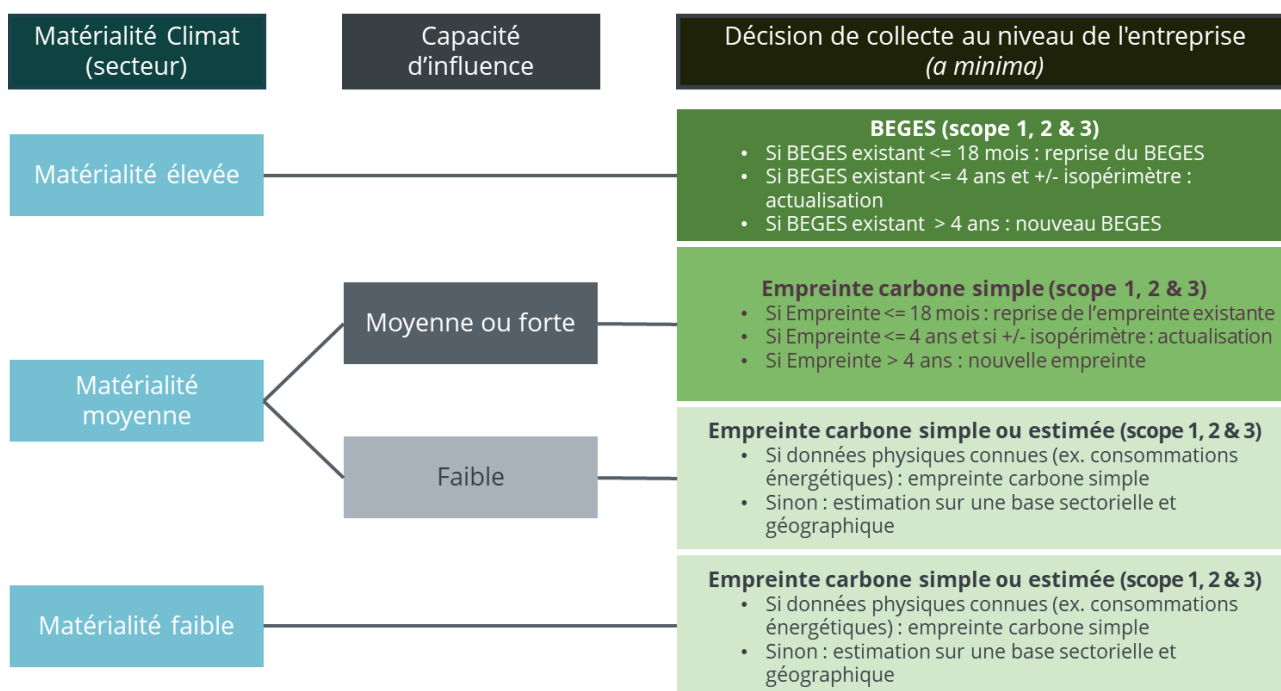 Matérialité Climat
(secteur)
Capacité
d’influence
Décision de collecte au niveau de l'entreprise
(a minima)
Matérialité élevée
BEGES (scope 1, 2 & 3)
• Si BEGES existant <= 18 mois : reprise du BEGES
• Si BEGES existant <= 4 ans et +/- isopérimètre :
actualisation
• Si BEGES existant > 4 ans : nouveau BEGES
Matérialité
moyenne
Moyenne ou forte
Empreinte carbone simple (scope 1, 2 & 3)
• Si Empreinte <= 18 mois : reprise de l’empreinte existante
• Si Empreinte <= 4 ans et si +/- isopérimètre : actualisation
• Si Empreinte > 4 ans : nouvelle empreinte
Faible
Empreinte carbone simple ou estimée (scope 1, 2 & 3)
• Si données physiques connues (ex. consommations
énergétiques) : empreinte carbone simple
• Sinon : estimation sur une base sectorielle et
géographique
Matérialité faible
Empreinte carbone simple ou estimée (scope 1, 2 & 3)
• Si données physiques connues (ex. consommations
énergétiques) : empreinte carbone simple
• Sinon : estimation sur une base sectorielle et
géographique